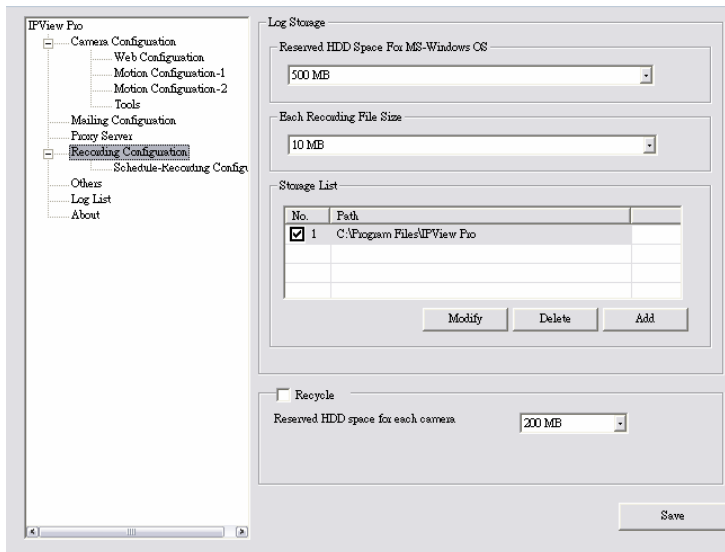 IPView Pro
Camera Configuration
Web Configuration
Motion Configuration-1
Motion Configuration-2
Tools
Mailing Configuration
Proxy Server
Recording Configuration
Schedule-Recording Configu
Others
Log List
About
Log Storage
Reserved HDD Space For MS-Windows OS
500 MB
Each Recording File Size
10 MB
Storage List
No. Path
1 C:\Program Files\IPView Pro
Modify Delete Add
Recycle
Reserved HDD space for each camera 200 MB
Save